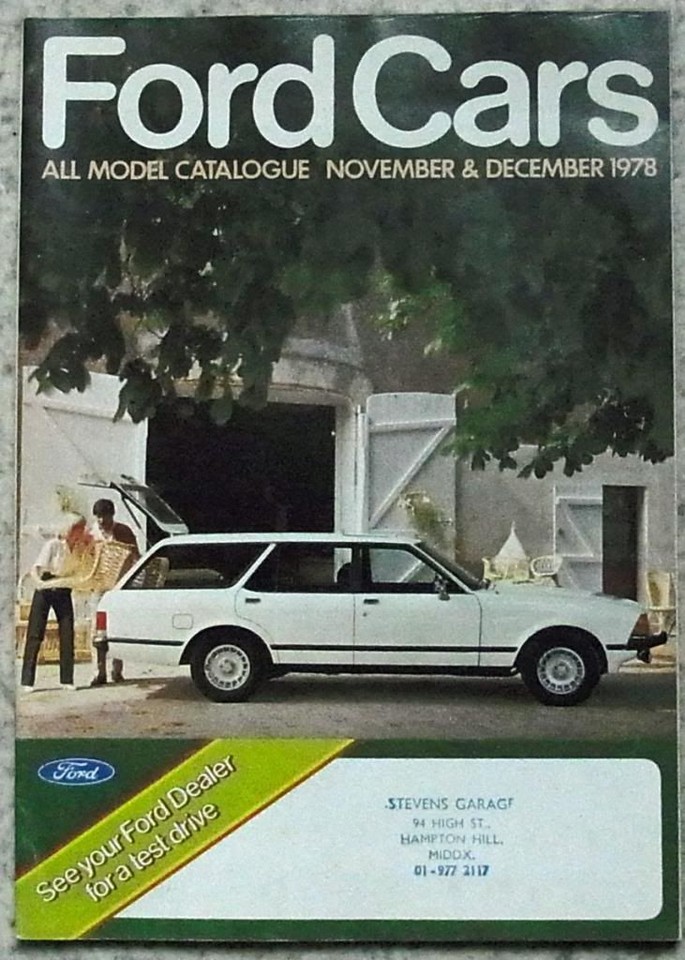 Ford Cars
ALL MODEL CATALOGUE NOVEMBER & DECEMBER 1978
Ford
See your Ford Dealer
for a test drive
STEVENS GARAGE
94 HIGH ST.,
HAMPTON HILL,
MIDDX.
01-977 2117